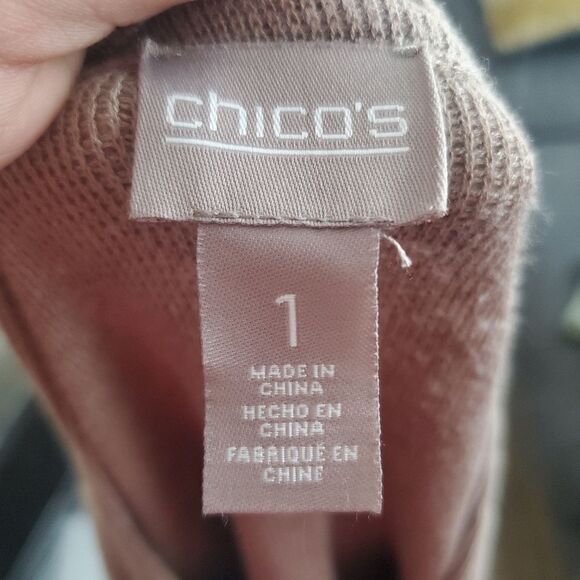 chico's
1
MADE IN
CHINA
HECHO EN
CHINA
FABRIQUÉ EN
CHINE